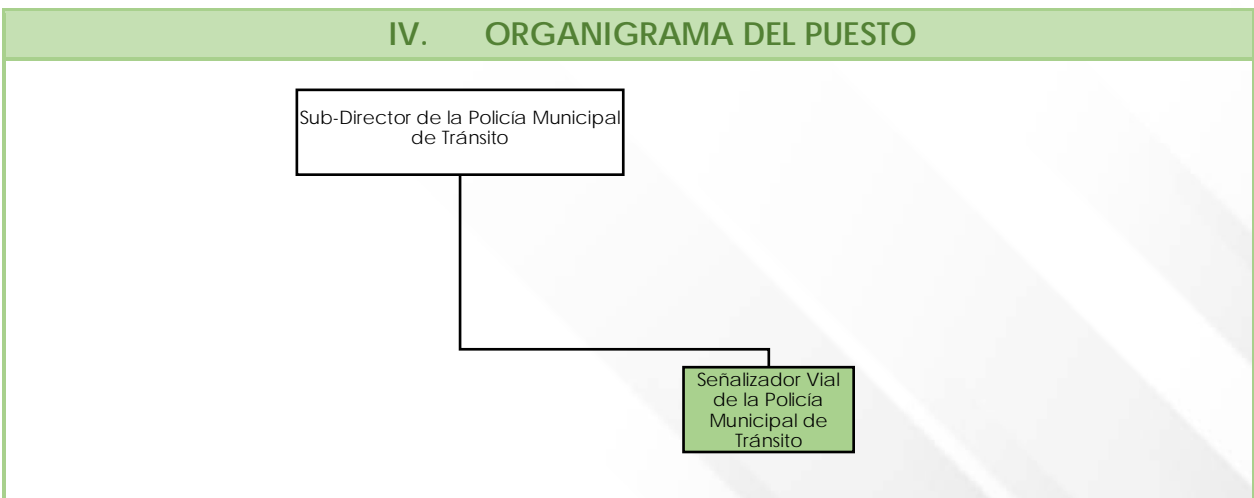 IV. ORGANIGRAMA DEL PUESTO
Sub-Director de la Policía Municipal
de Tránsito
Señalizador Vial
de la Policía
Municipal de
Tránsito